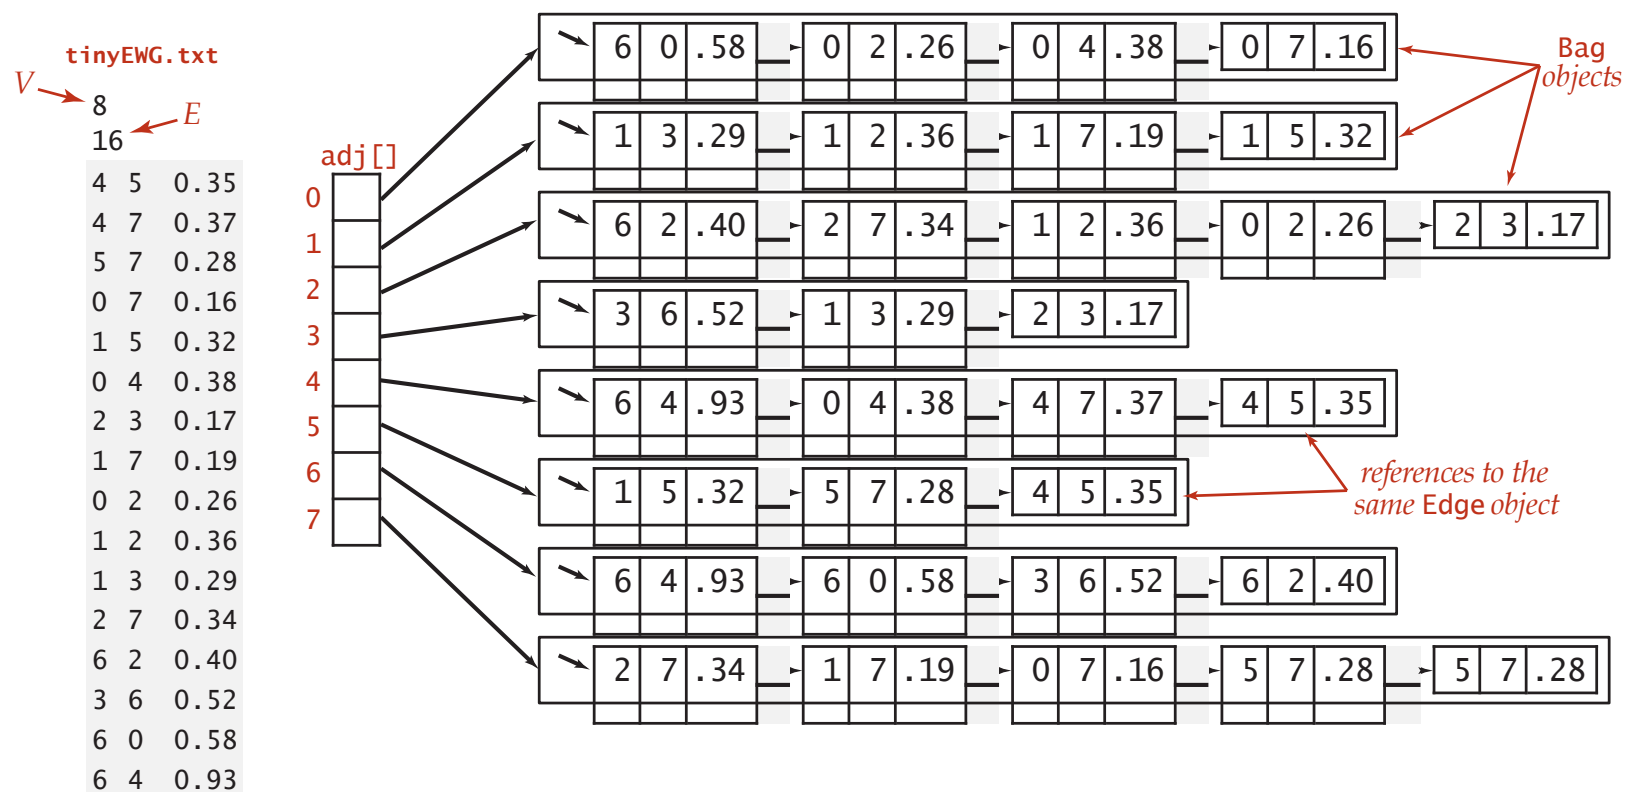 tinyEWG.txt
V
8
E
16
4 5 0.35
4 7 0.37
5 7 0.28
0 7 0.16
1 5 0.32
0 4 0.38
2 3 0.17
1 7 0.19
0 2 0.26
1 2 0.36
1 3 0.29
2 7 0.34
6 2 0.40
3 6 0.52
6 0 0.58
6 4 0.93
adj[]
0
1
2
3
4
5
6
7
6 0 .58 0 2 .26 0 4 .38 0 7 .16
1 3 .29 1 2 .36 1 7 .19 1 5 .32
6 2 .40 2 7 .34 1 2 .36 0 2 .26 2 3 .17
3 6 .52 1 3 .29 2 3 .17
6 4 .93 0 4 .38 4 7 .37 4 5 .35
1 5 .32 5 7 .28 4 5 .35
6 4 .93 6 0 .58 3 6 .52 6 2 .40
2 7 .34 1 7 .19 0 7 .16 5 7 .28 5 7 .28
Bag
objects
references to the
same Edge object